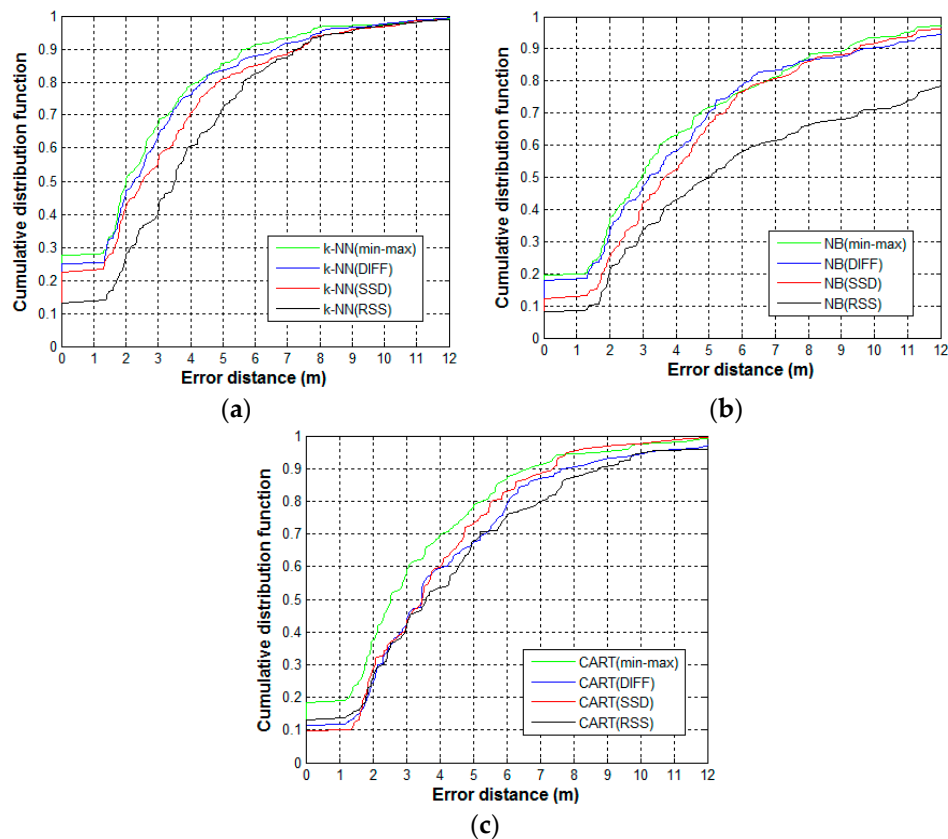 1
0.9
0.8
0.7
0.6
0.5
0.4
0.3
0.2
0.1
0
Cumulative distribution function
k-NN(min-max)
k-NN(DIFF)
k-NN(SSD)
k-NN(RSS)
0 1 2 3 4 5 6 7 8 9 10 11 12
Error distance (m)
(a)
1
0.9
0.8
0.7
0.6
0.5
0.4
0.3
0.2
0.1
0
Cumulative distribution function
NB(min-max)
NB(DIFF)
NB(SSD)
NB(RSS)
0 1 2 3 4 5 6 7 8 9 10 11 12
Error distance (m)
(b)
1
0.9
0.8
0.7
0.6
0.5
0.4
0.3
0.2
0.1
0
Cumulative distribution function
CART(min-max)
CART(DIFF)
CART(SSD)
CART(RSS)
0 1 2 3 4 5 6 7 8 9 10 11 12
Error distance (m)
(c)